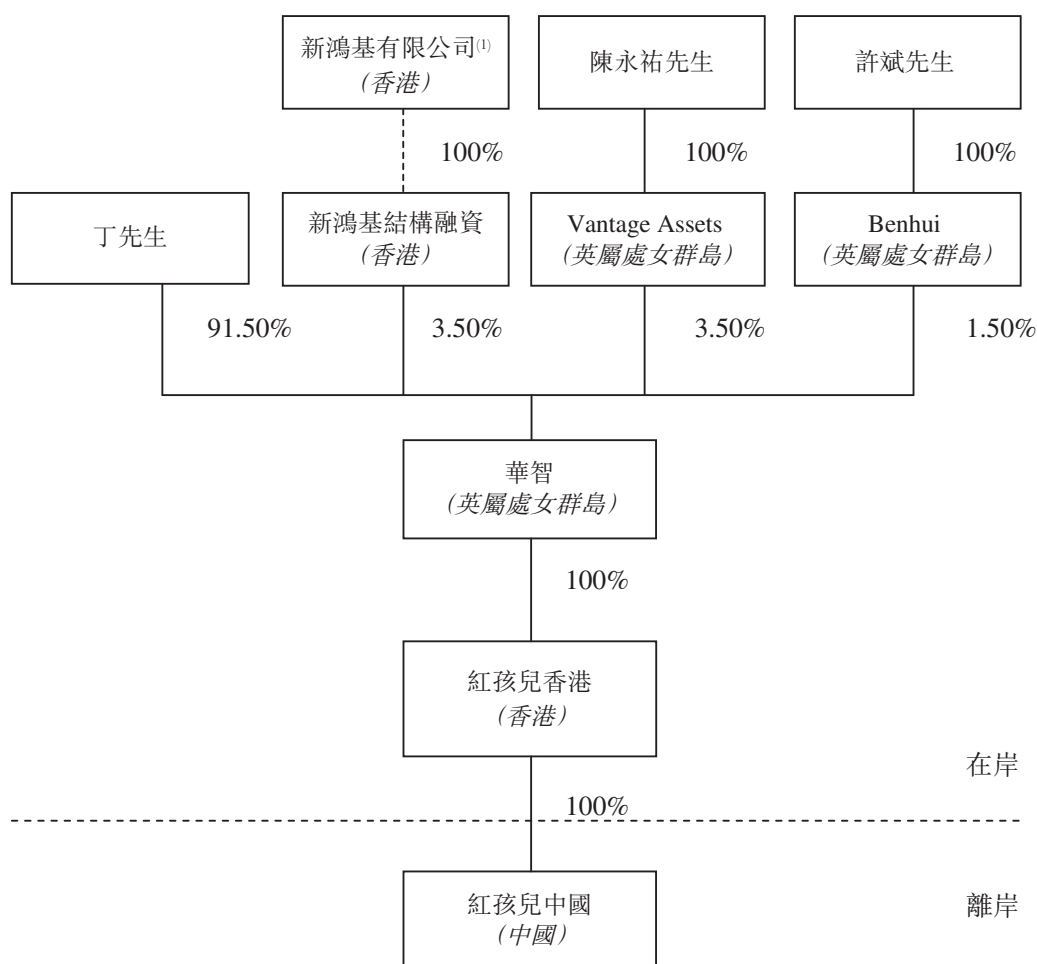 新鴻基有限公司(1)
(香港)
陳永祐先生
許斌先生
100%
100%
100%
丁先生
新鴻基結構融資
(香港)
Vantage Assets
(英屬處女群島)
Benhui
(英屬處女群島)
91.50%
3.50%
3.50%
1.50%
華智
(英屬處女群島)
100%
紅孩兒香港
(香港)
在岸
100%
離岸
紅孩兒中國
(中國)